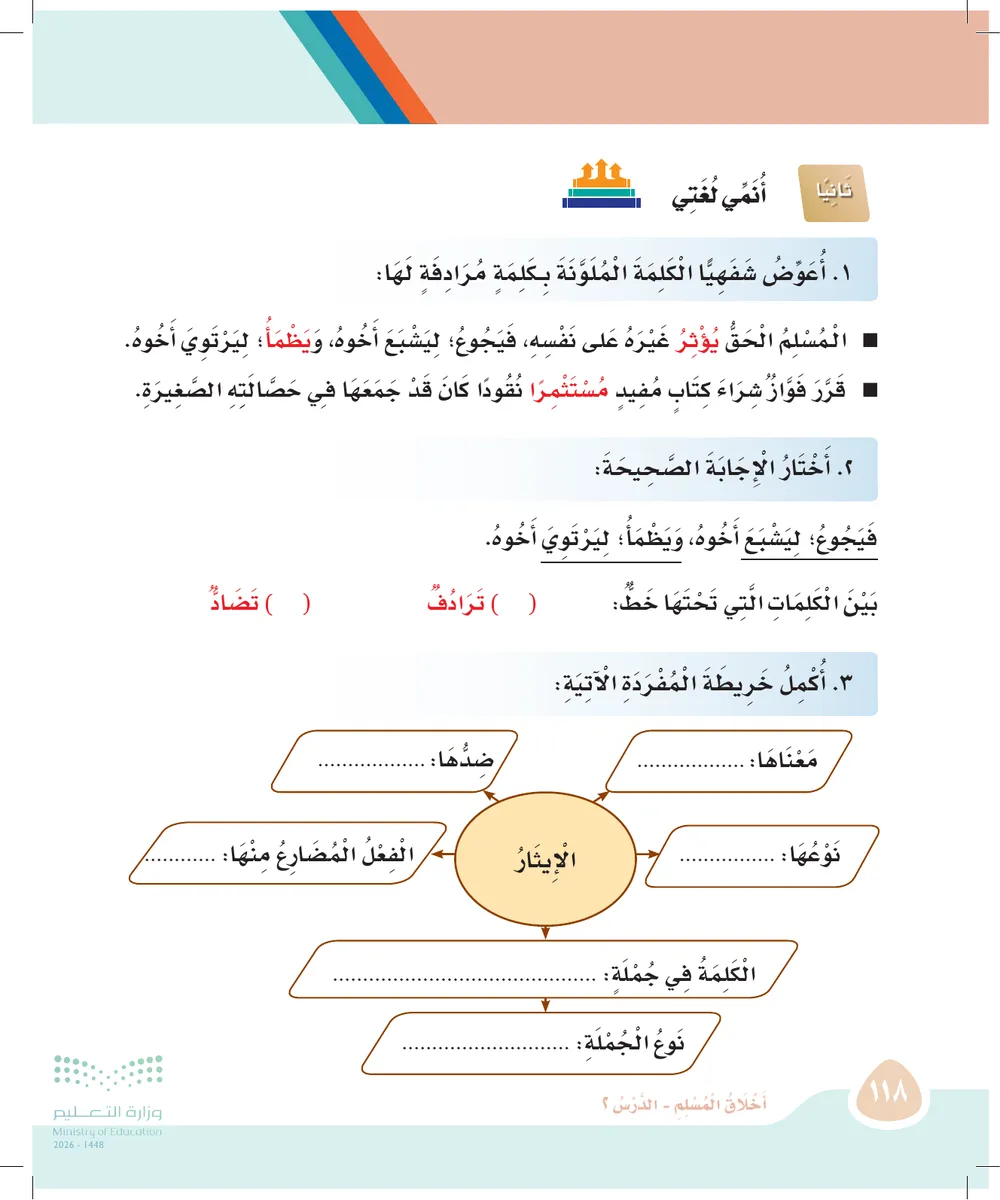 ثَانِيًا
أُنَمِّي لُغَتِي
١. أُعَوِّضُ شَفَهِيًّا الْكَلِمَةَ الْمُلَوَّنَةَ بِكَلِمَةٍ مُرَادِفَةٍ لَهَا:
■ الْمُسْلِمُ الْحَقُّ يُؤْثِرُ غَيْرَهُ عَلى نَفْسِهِ، فَيَجُوعُ؛ لِيَشْبَعَ أَخُوهُ، وَيَظْمَأُ؛ لِيَرْتَوِيَ أَخُوهُ.
■ قَرَّرَ فَوَّازٌ شِرَاءَ كِتَابٍ مُفِيدٍ مُسْتَثْمِرًا نُقُودًا كَانَ قَدْ جَمَعَهَا فِي حَصَّالَتِهِ الصَّغِيرَةِ.
٢. أَخْتَارُ الْإِجَابَةَ الصَّحِيحَةَ:
فَيَجُوعُ؛ لِيَشْبَعَ أَخُوهُ، وَيَظْمَأُ؛ لِيَرْتَوِيَ أَخُوهُ.
بَيْنَ الْكَلِمَاتِ الَّتِي تَحْتَهَا خَطٌّ: ( ) تَرَادُفٌ ( ) تَضَادٌّ
٣. أُكْمِلُ خَرِيطَةَ الْمُفْرَدَةِ الْآتِيَةِ:
مَعْنَاهَا: ..................
ضِدُّهَا: ..................
نَوْعُهَا: ................
الْإِيثَارُ
الْفِعْلُ الْمُضَارِعُ مِنْهَا: ............
الْكَلِمَةُ فِي جُمْلَةٍ: ............................................
نَوعُ الْجُمْلَةِ: ............................
١١٨
أَخْلَاقُ الْمُسْلِمِ - الدَّرْسُ ٢
وزارة التعليم
Ministry of Education
2026 - 1448